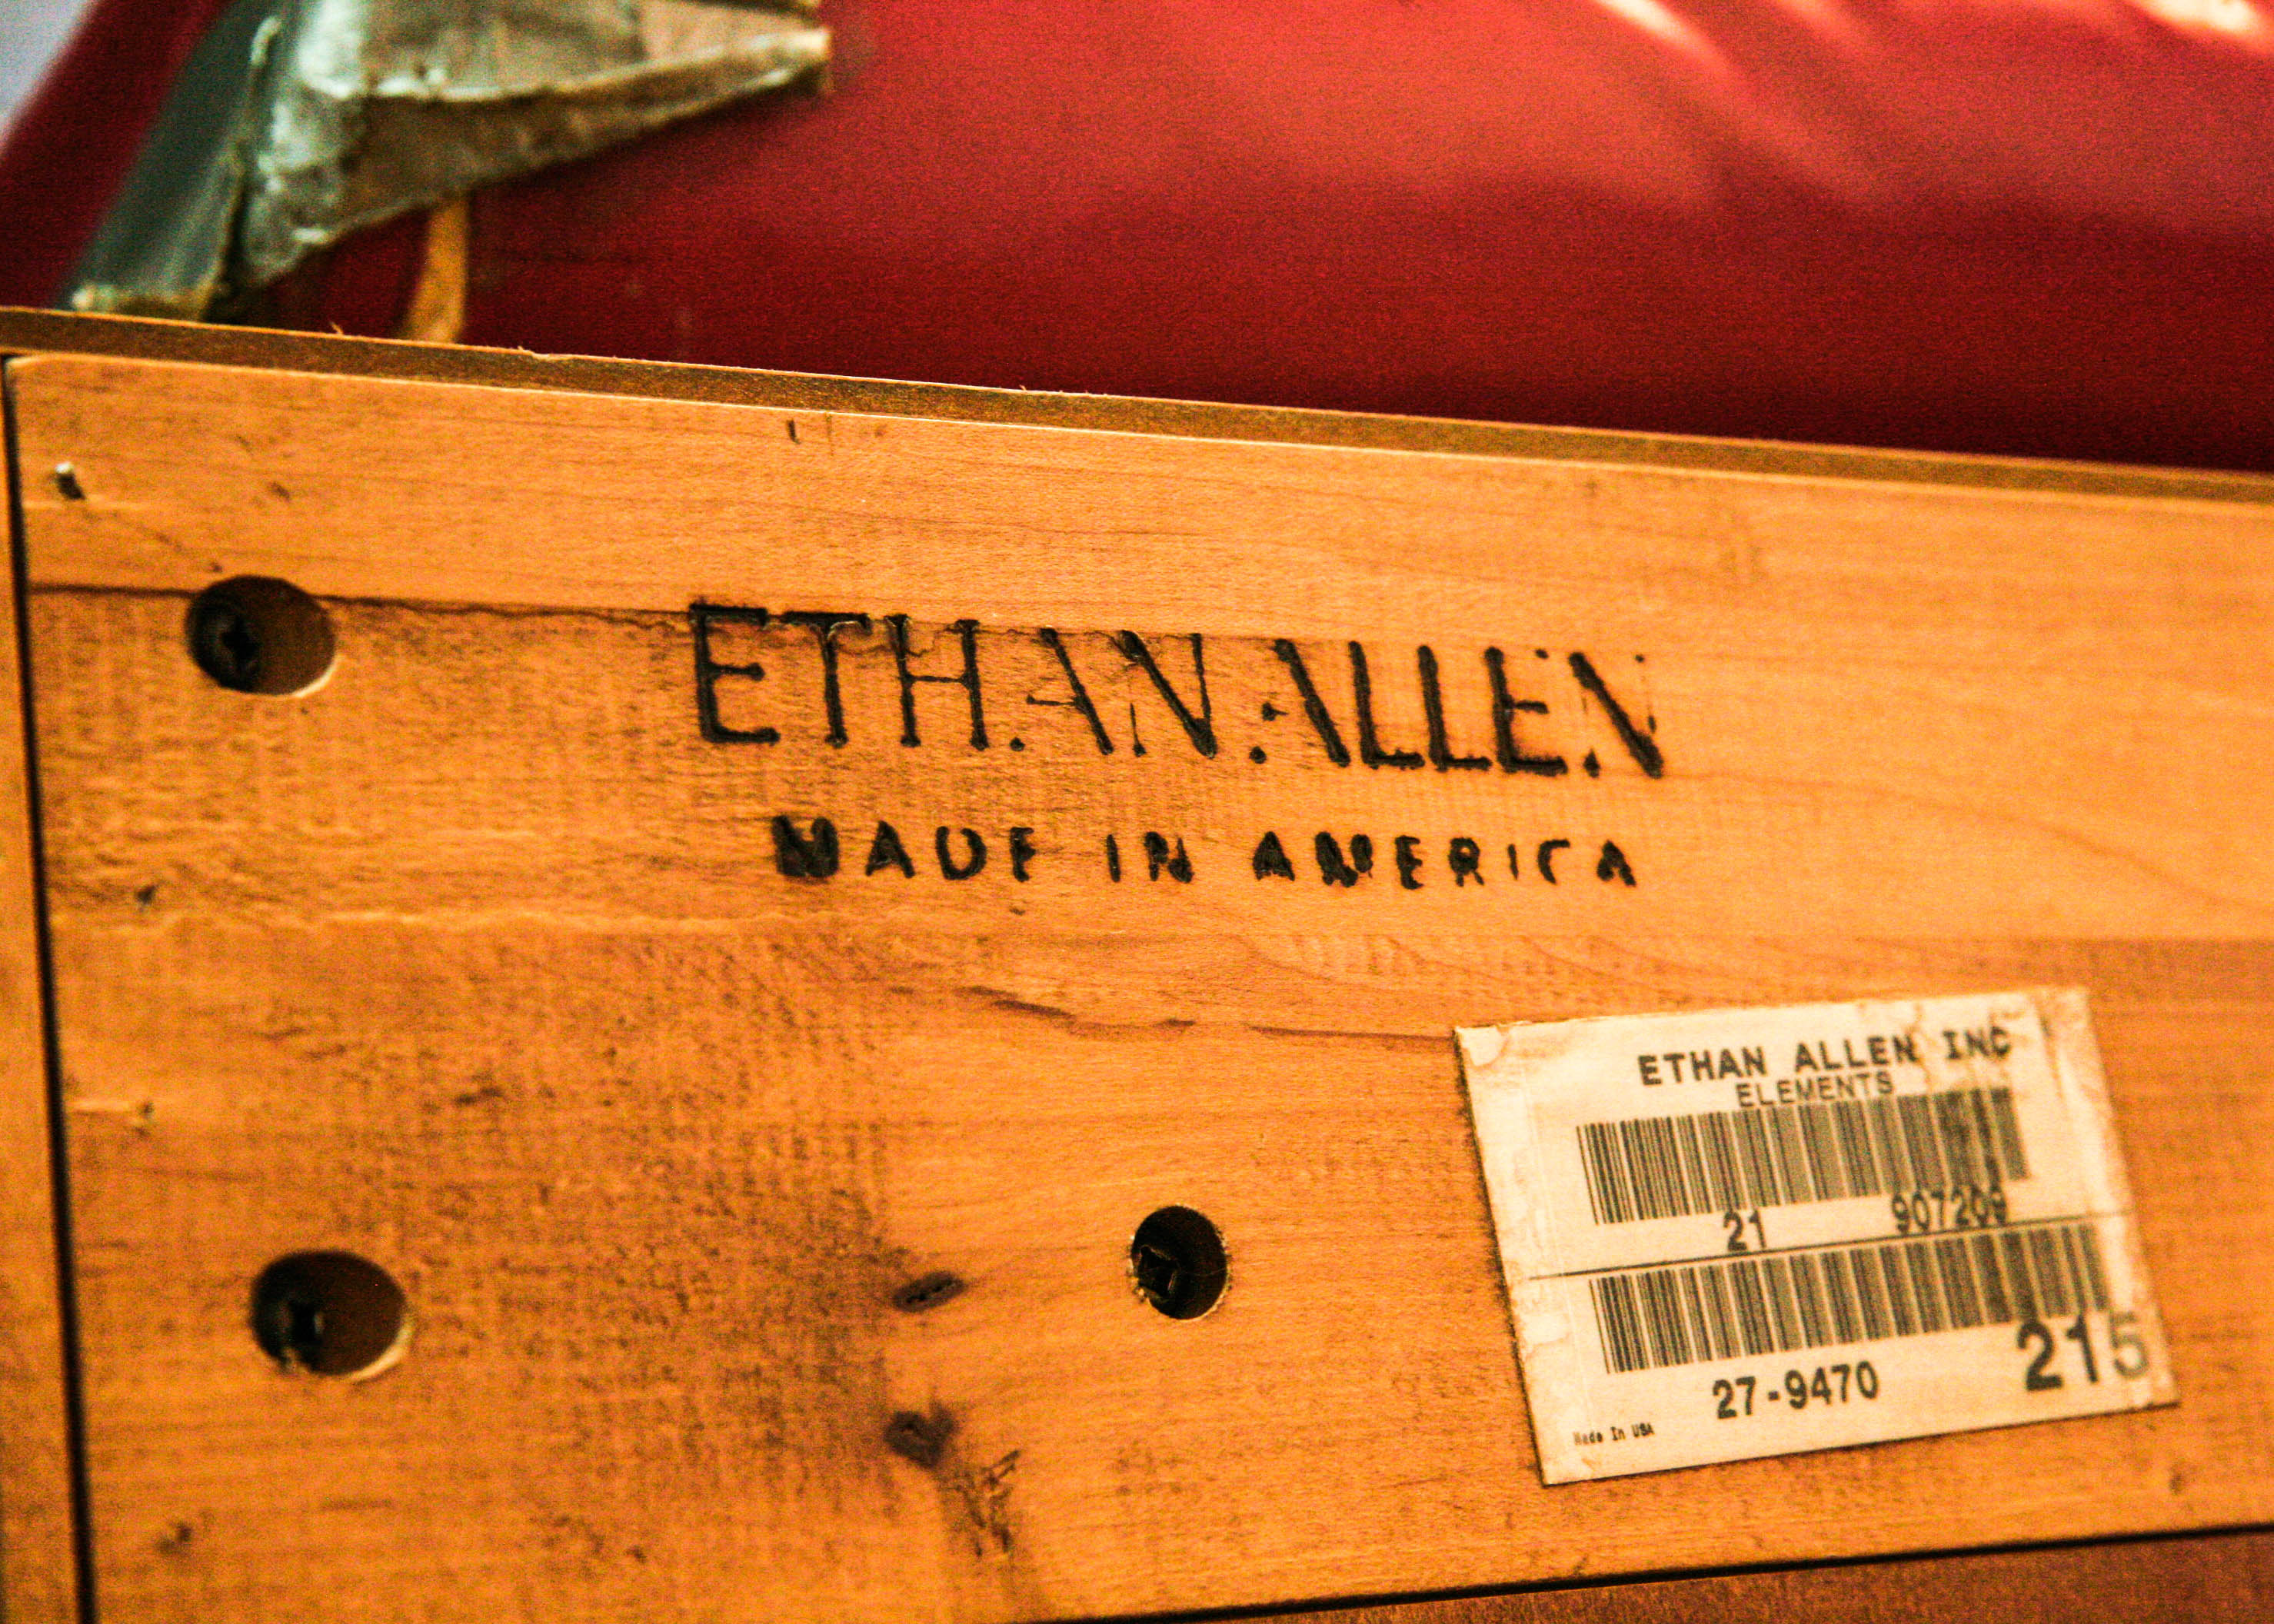 ETHAN ALLEN
MADE IN AMERICA
ETHAN ALLEN INC
ELEMENTS
21 907209
27-9470 215
Made In USA